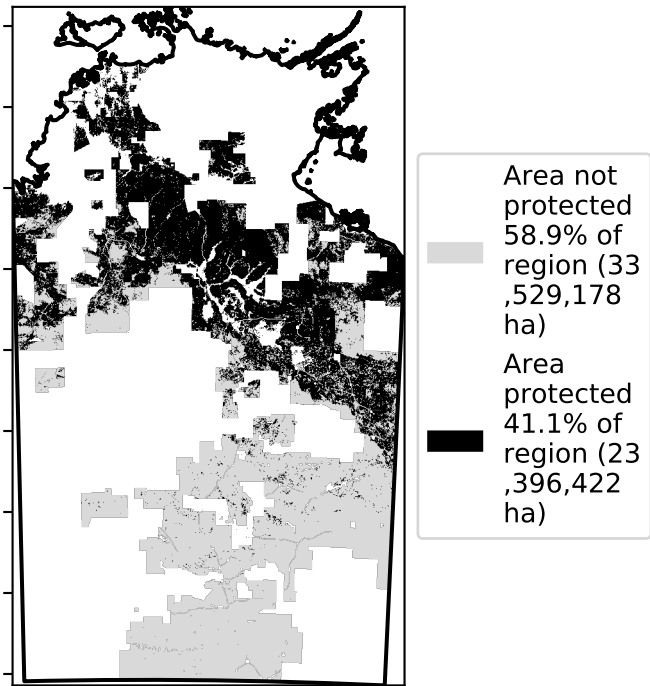 Area not
protected
58.9% of
region (33
,529,178
ha)
Area
protected
41.1% of
region (23
,396,422
ha)